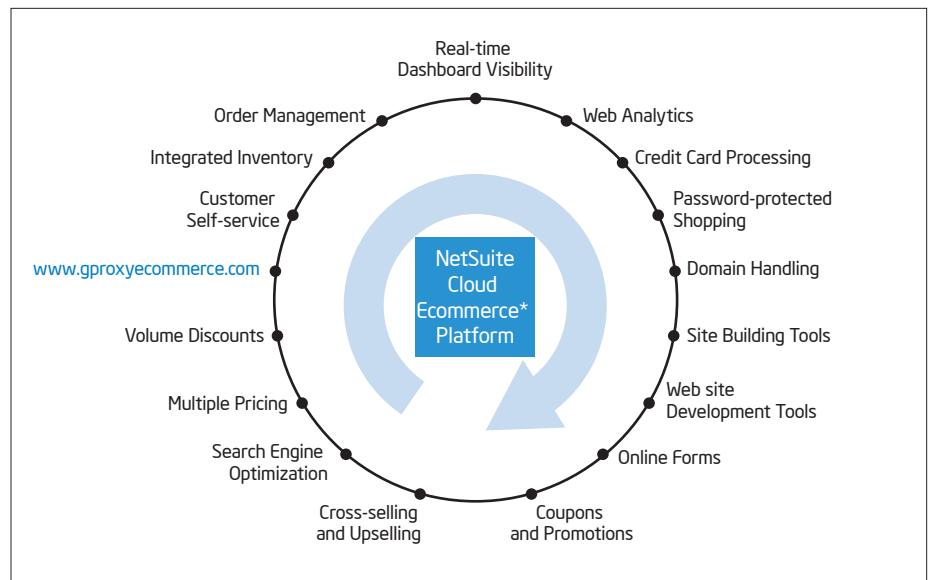 Real-time
Dashboard Visibility
Order Management
Web Analytics
Integrated Inventory
Credit Card Processing
Customer
Self-service
Password-protected
Shopping
www.gproxyecommerce.com
NetSuite
Cloud
Ecommerce*
Platform
Domain Handling
Volume Discounts
Site Building Tools
Multiple Pricing
Web site
Development Tools
Search Engine
Optimization
Online Forms
Cross-selling
and Upselling
Coupons
and Promotions